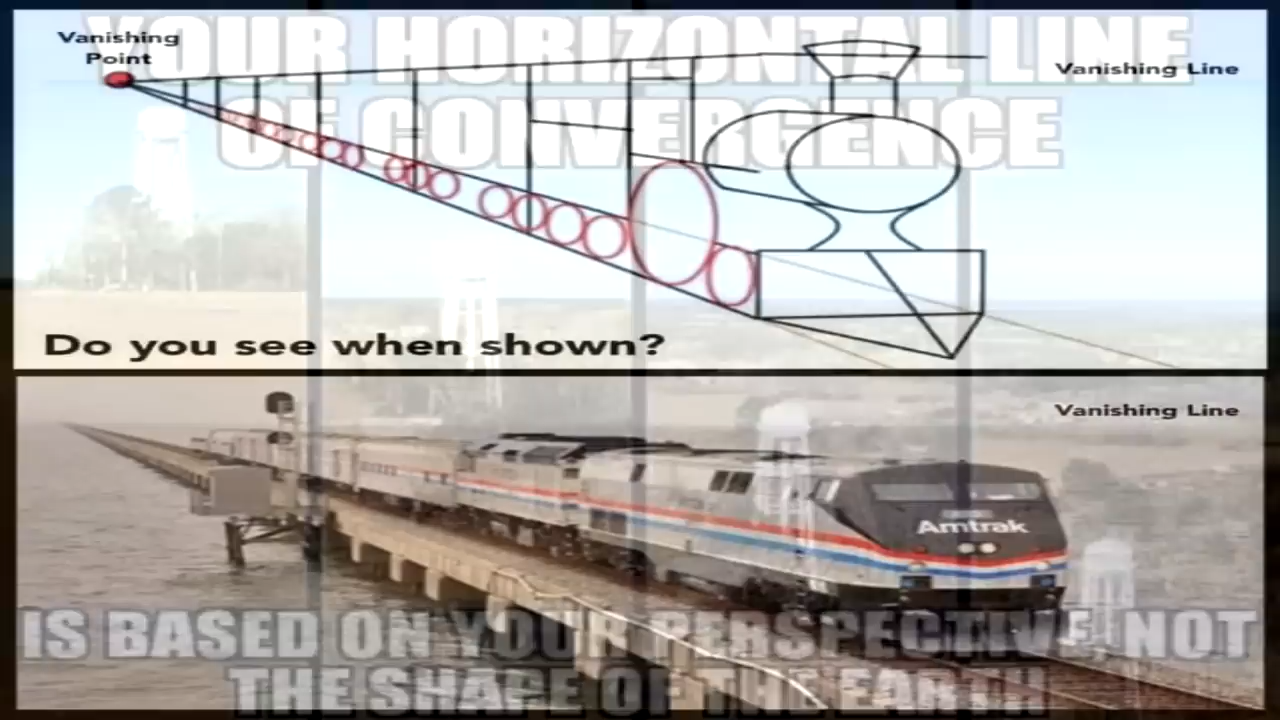 YOUR HORIZONTAL LINE
Vanishing
Point
Vanishing Line
OF CONVERGENCE
Do you see when shown?
Vanishing Line
Amtrak
IS BASED ON YOUR PERSPECTIVE, NOT
THE SHAPE OF THE EARTH